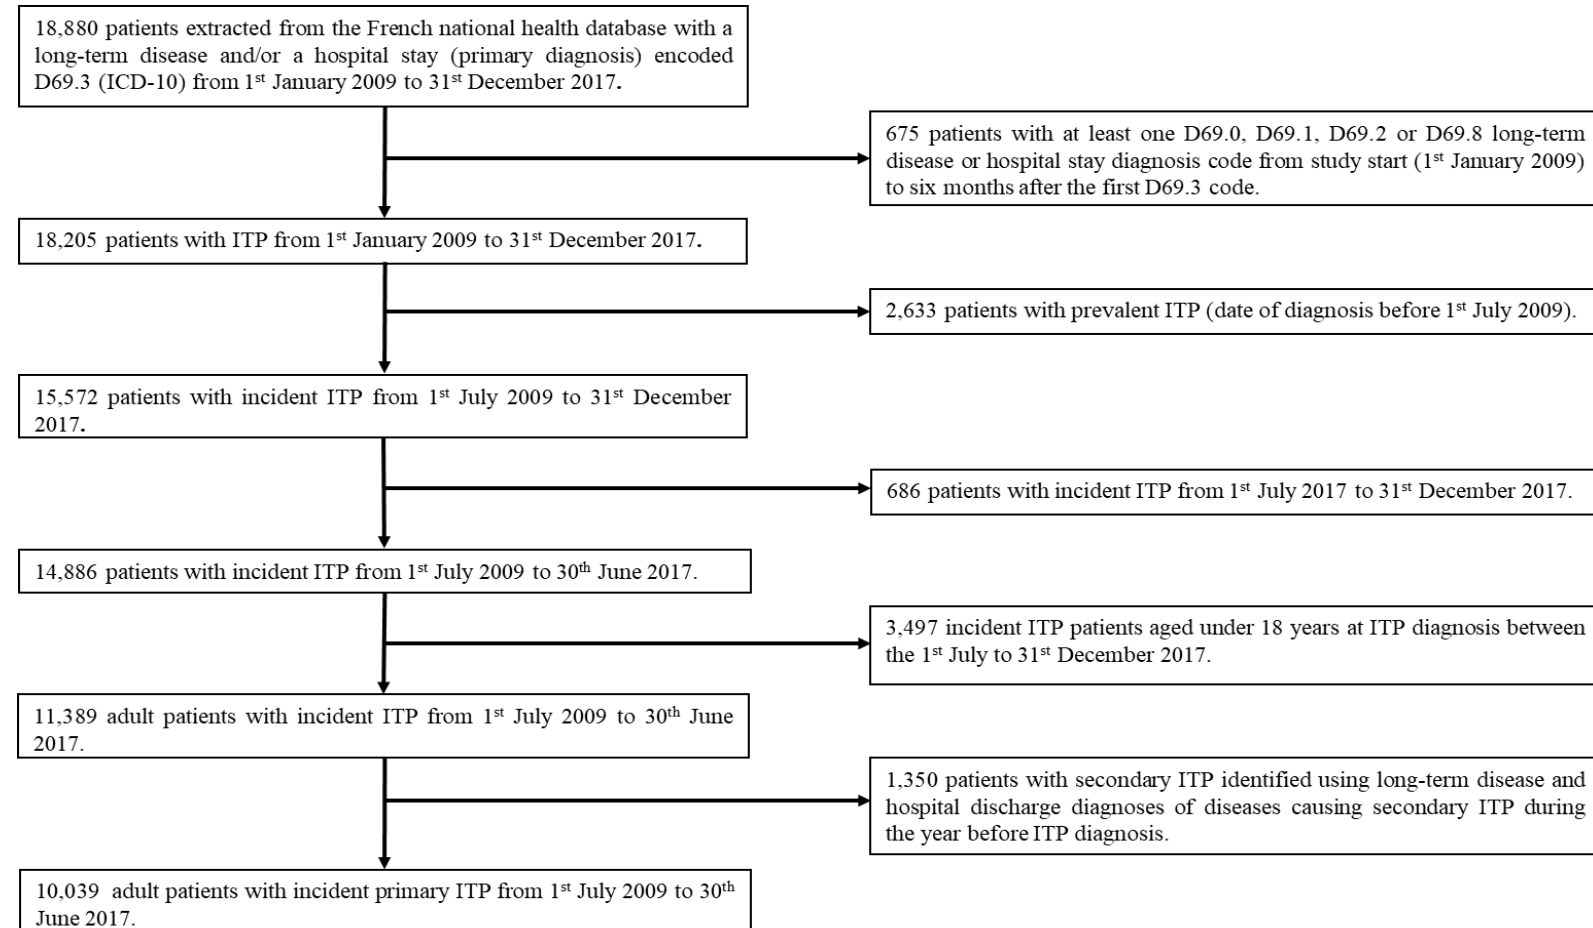 18,880 patients extracted from the French national health database with a
long-term disease and/or a hospital stay (primary diagnosis) encoded
D69.3 (ICD-10) from 1st January 2009 to 31st December 2017.
675 patients with at least one D69.0, D69.1, D69.2 or D69.8 long-term
disease or hospital stay diagnosis code from study start (1st January 2009)
to six months after the first D69.3 code.
18,205 patients with ITP from 1st January 2009 to 31st December 2017.
2,633 patients with prevalent ITP (date of diagnosis before 1st July 2009).
15,572 patients with incident ITP from 1st July 2009 to 31st December
2017.
686 patients with incident ITP from 1st July 2017 to 31st December 2017.
14,886 patients with incident ITP from 1st July 2009 to 30th June 2017.
3,497 incident ITP patients aged under 18 years at ITP diagnosis between
the 1st July to 31st December 2017.
11,389 adult patients with incident ITP from 1st July 2009 to 30th June
2017.
1,350 patients with secondary ITP identified using long-term disease and
hospital discharge diagnoses of diseases causing secondary ITP during
the year before ITP diagnosis.
10,039 adult patients with incident primary ITP from 1st July 2009 to 30th
June 2017.